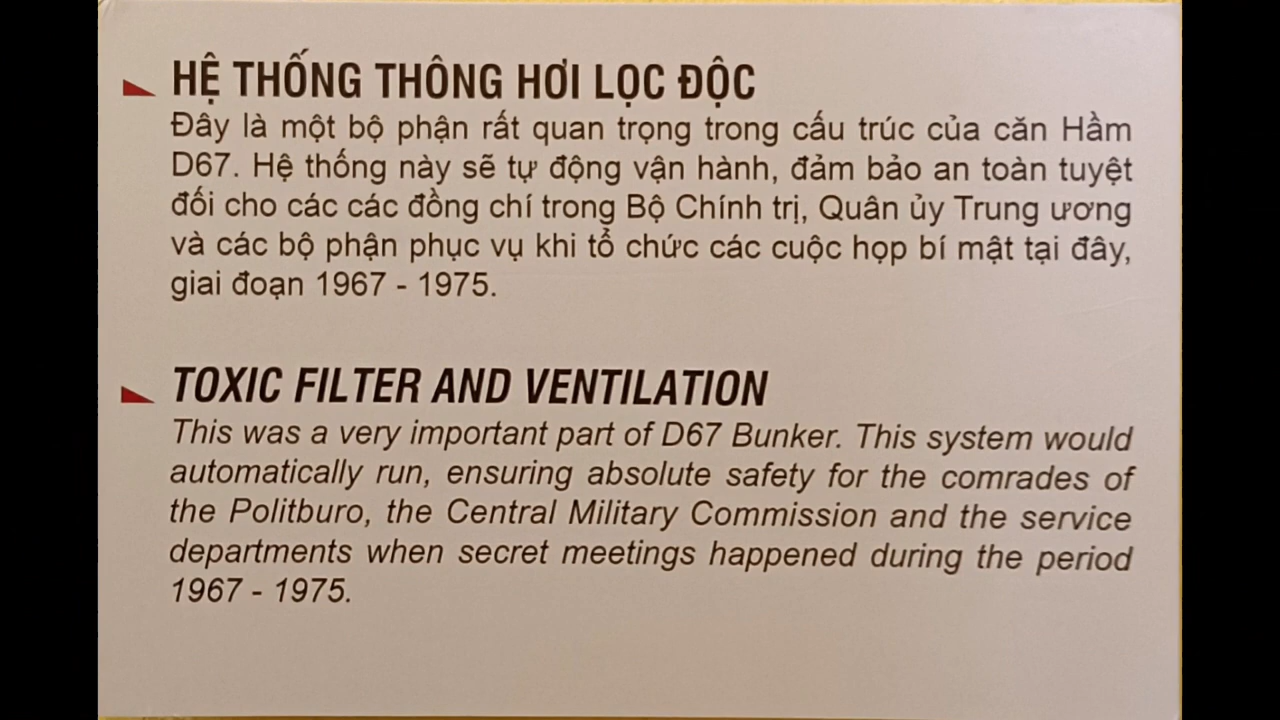 HỆ THỐNG THÔNG HƠI LỌC ĐỘC
Đây là một bộ phận rất quan trọng trong cấu trúc của căn Hầm
D67. Hệ thống này sẽ tự động vận hành, đảm bảo an toàn tuyệt
đối cho các các đồng chí trong Bộ Chính trị, Quân ủy Trung ương
và các bộ phận phục vụ khi tổ chức các cuộc họp bí mật tại đây,
giai đoạn 1967 - 1975.
TOXIC FILTER AND VENTILATION
This was a very important part of D67 Bunker. This system would
automatically run, ensuring absolute safety for the comrades of
the Politburo, the Central Military Commission and the service
departments when secret meetings happened during the period
1967 - 1975.